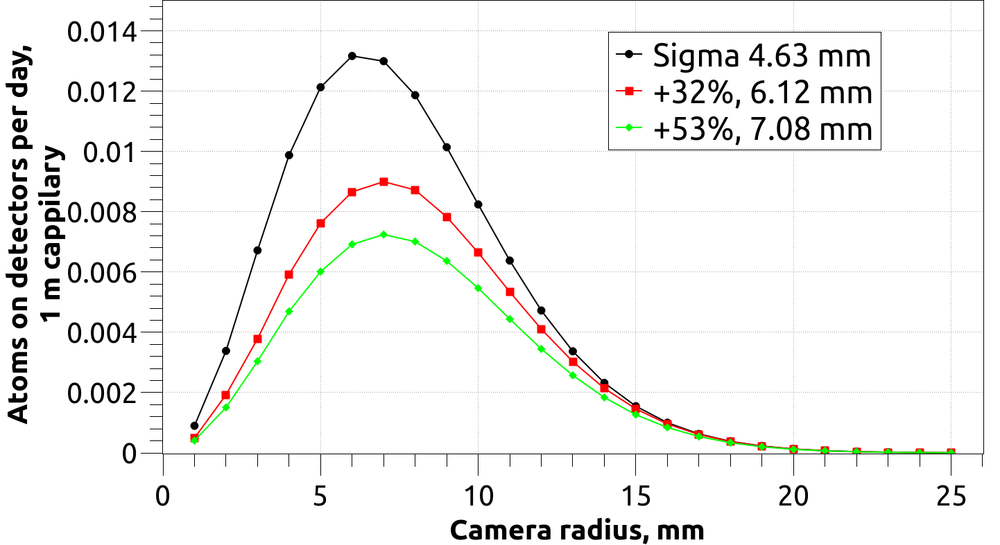 Atoms on detectors per day,
1 m cappilary
0.014
0.012
0.01
0.008
0.006
0.004
0.002
0
Sigma 4.63 mm
+32%, 6.12 mm
+53%, 7.08 mm
0 5 10 15 20 25
Camera radius, mm